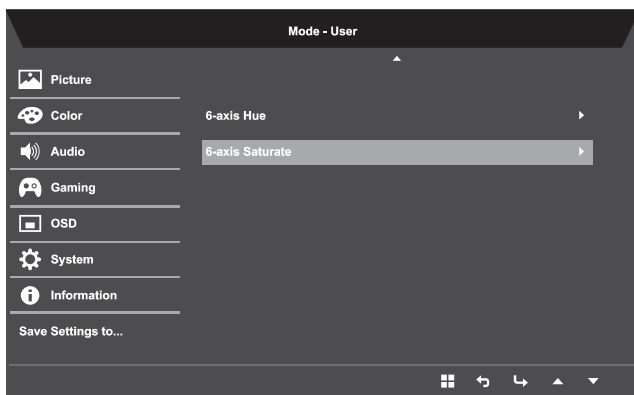 Mode - User
Picture
Color
6-axis Hue
Audio
6-axis Saturate
Gaming
OSD
System
Information
Save Settings to...